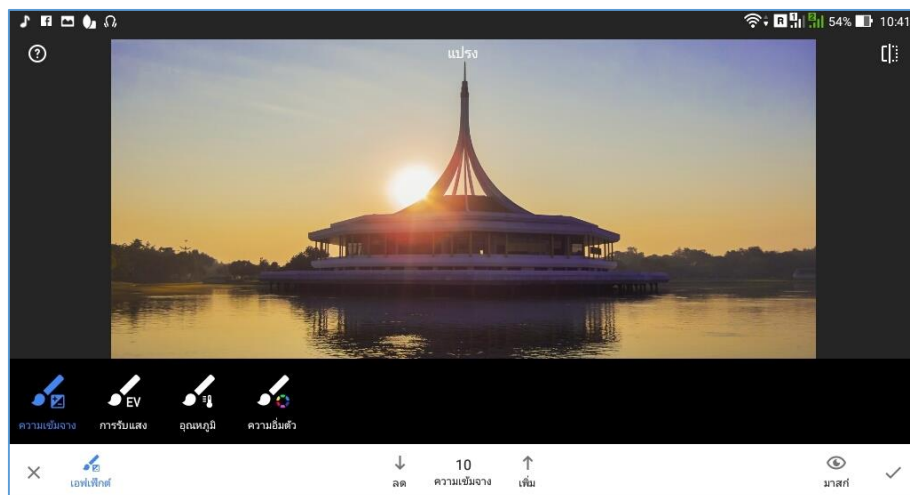 R 1 2 54% 10:41
?
แปรง
EV
ความเข้มจาง การรับแสง อุณหภูมิ ความอิ่มตัว
เอฟเฟ็กต์ ลด 10 ความเข้มจาง เพิ่ม มาสก์